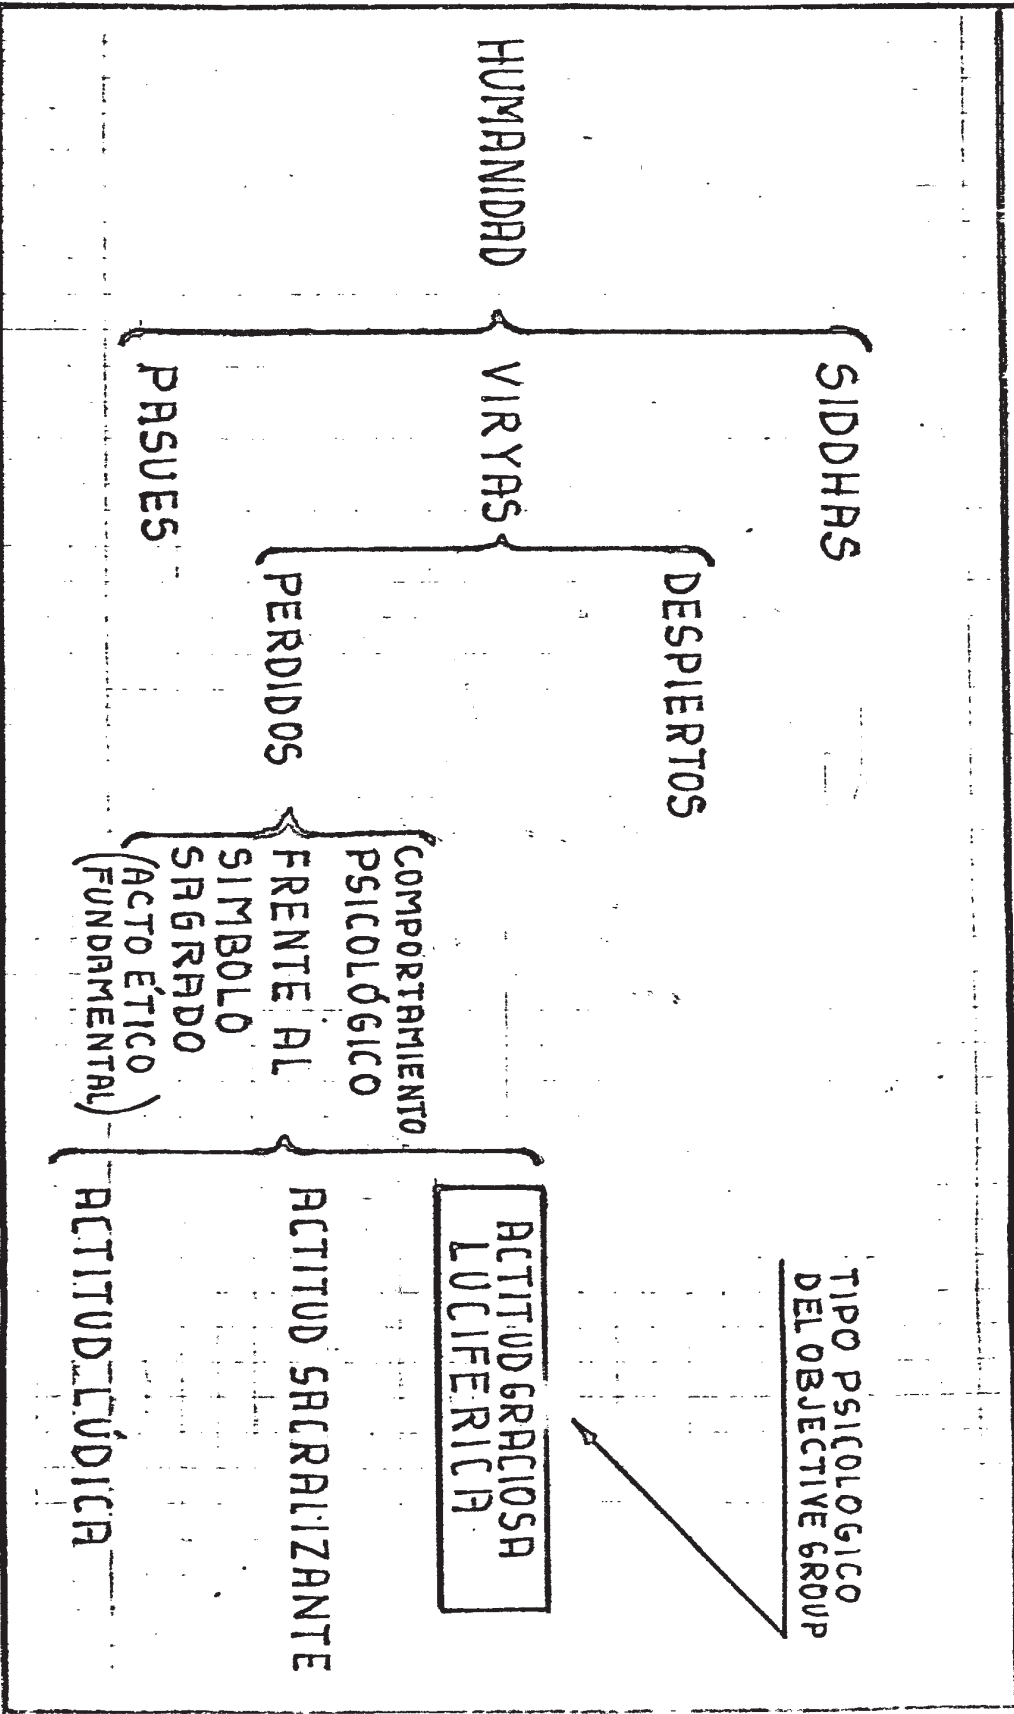 HUMANIDAD
SIDDHAS
VIRYAS
PASUES
DESPIERTOS
PERDIDOS
COMPORTAMIENTO
PSICOLÓGICO
FRENTE AL
SIMBOLO
SAGRADO
(ACTO ÉTICO
FUNDAMENTAL)
TIPO PSICOLOGICO
DEL OBJECTIVE GROUP
ACTITUD GRACIOSA
LUCIFERICA
ACTITUD SACRALIZANTE
ACTITUD LÚDICA